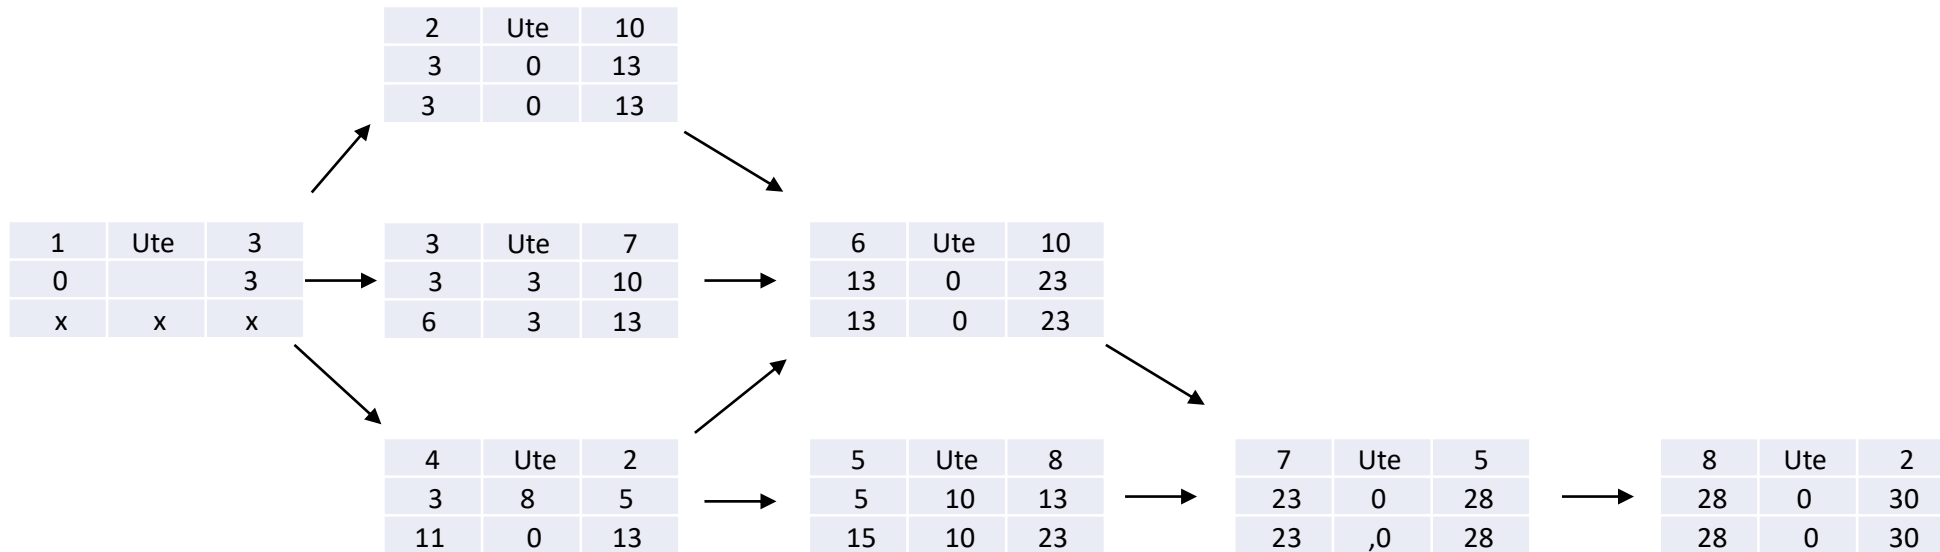 2 Ute 10
3 0 13
3 0 13
1 Ute 3
0 3
x x x
3 Ute 7
3 3 10
6 3 13
6 Ute 10
13 0 23
13 0 23
4 Ute 2
3 8 5
11 0 13
5 Ute 8
5 10 13
15 10 23
7 Ute 5
23 0 28
23 ,0 28
8 Ute 2
28 0 30
28 0 30